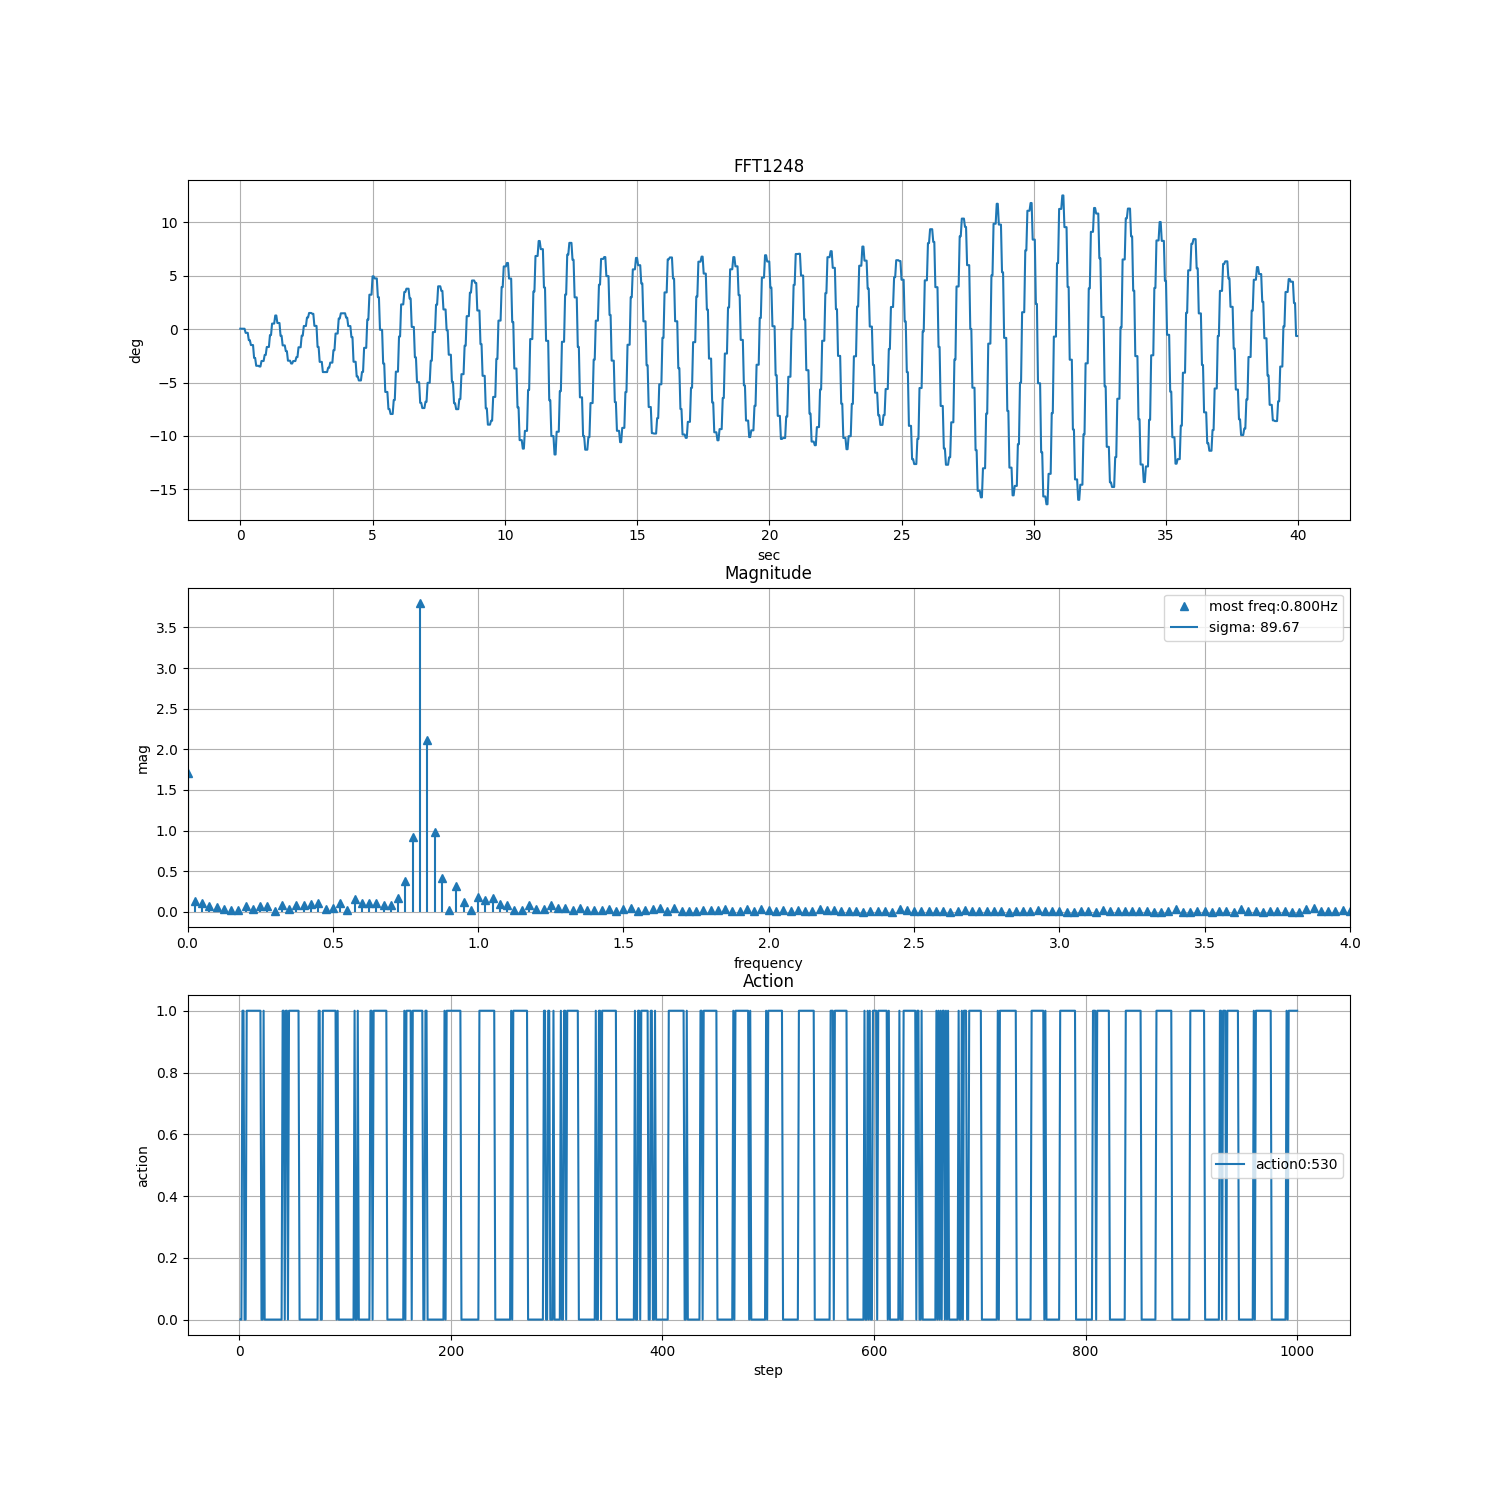 FFT1248
10
5
0
−5
−10
−15
deg
0 5 10 15 20 25 30 35 40
sec
Magnitude
most freq:0.800Hz
sigma: 89.67
3.5
3.0
2.5
2.0
1.5
1.0
0.5
0.0
mag
0.0 0.5 1.0 1.5 2.0 2.5 3.0 3.5 4.0
frequency
Action
1.0
0.8
0.6
0.4
0.2
0.0
action
action0:530
0 200 400 600 800 1000
step